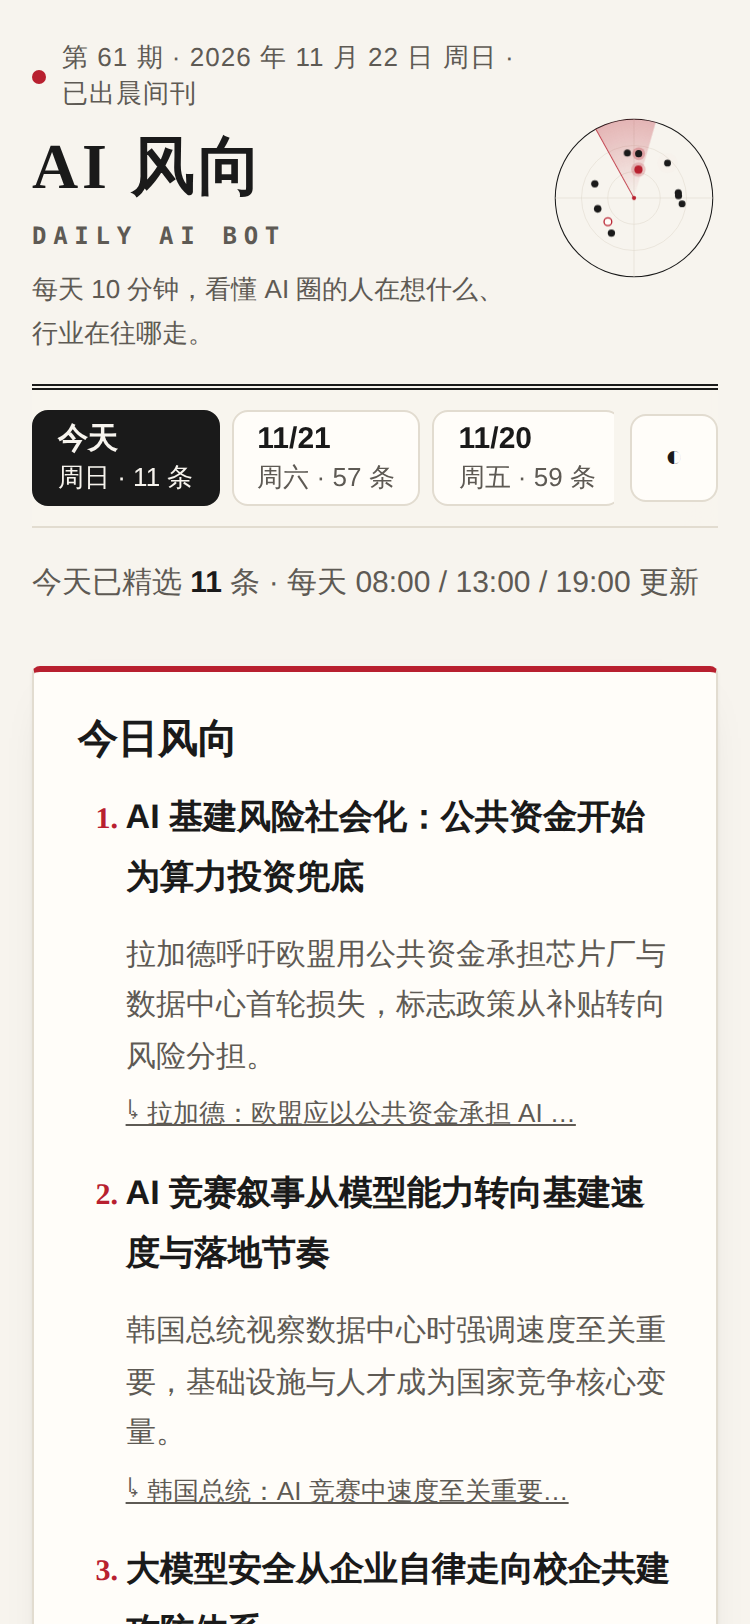 第 61 期 · 2026 年 11 月 22 日 周日 ·
已出晨间刊
AI 风向
DAILY AI BOT
每天 10 分钟，看懂 AI 圈的人在想什么、
行业在往哪走。
今天
周日 · 11 条
11/21
周六 · 57 条
11/20
周五 · 59 条
今天已精选 11 条 · 每天 08:00 / 13:00 / 19:00 更新
今日风向
1. AI 基建风险社会化：公共资金开始
为算力投资兜底
拉加德呼吁欧盟用公共资金承担芯片厂与
数据中心首轮损失，标志政策从补贴转向
风险分担。
↳ 拉加德：欧盟应以公共资金承担 AI …
2. AI 竞赛叙事从模型能力转向基建速
度与落地节奏
韩国总统视察数据中心时强调速度至关重
要，基础设施与人才成为国家竞争核心变
量。
↳ 韩国总统：AI 竞赛中速度至关重要…
3. 大模型安全从企业自律走向校企共建
攻防体系